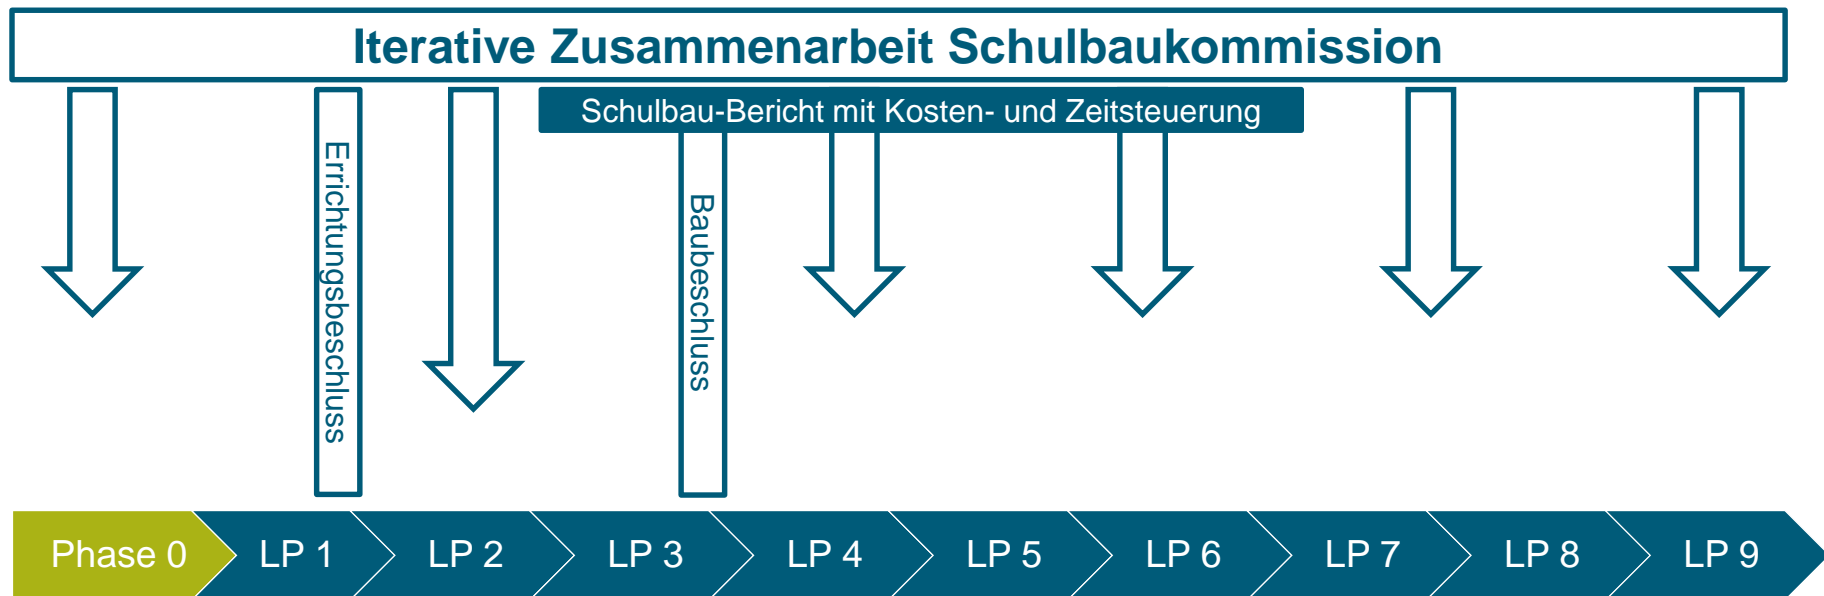 Iterative Zusammenarbeit Schulbaukommission
Schulbau-Bericht mit Kosten- und Zeitsteuerung
Errichtungsbeschluss
Baubeschluss
Phase 0
LP 1
LP 2
LP 3
LP 4
LP 5
LP 6
LP 7
LP 8
LP 9